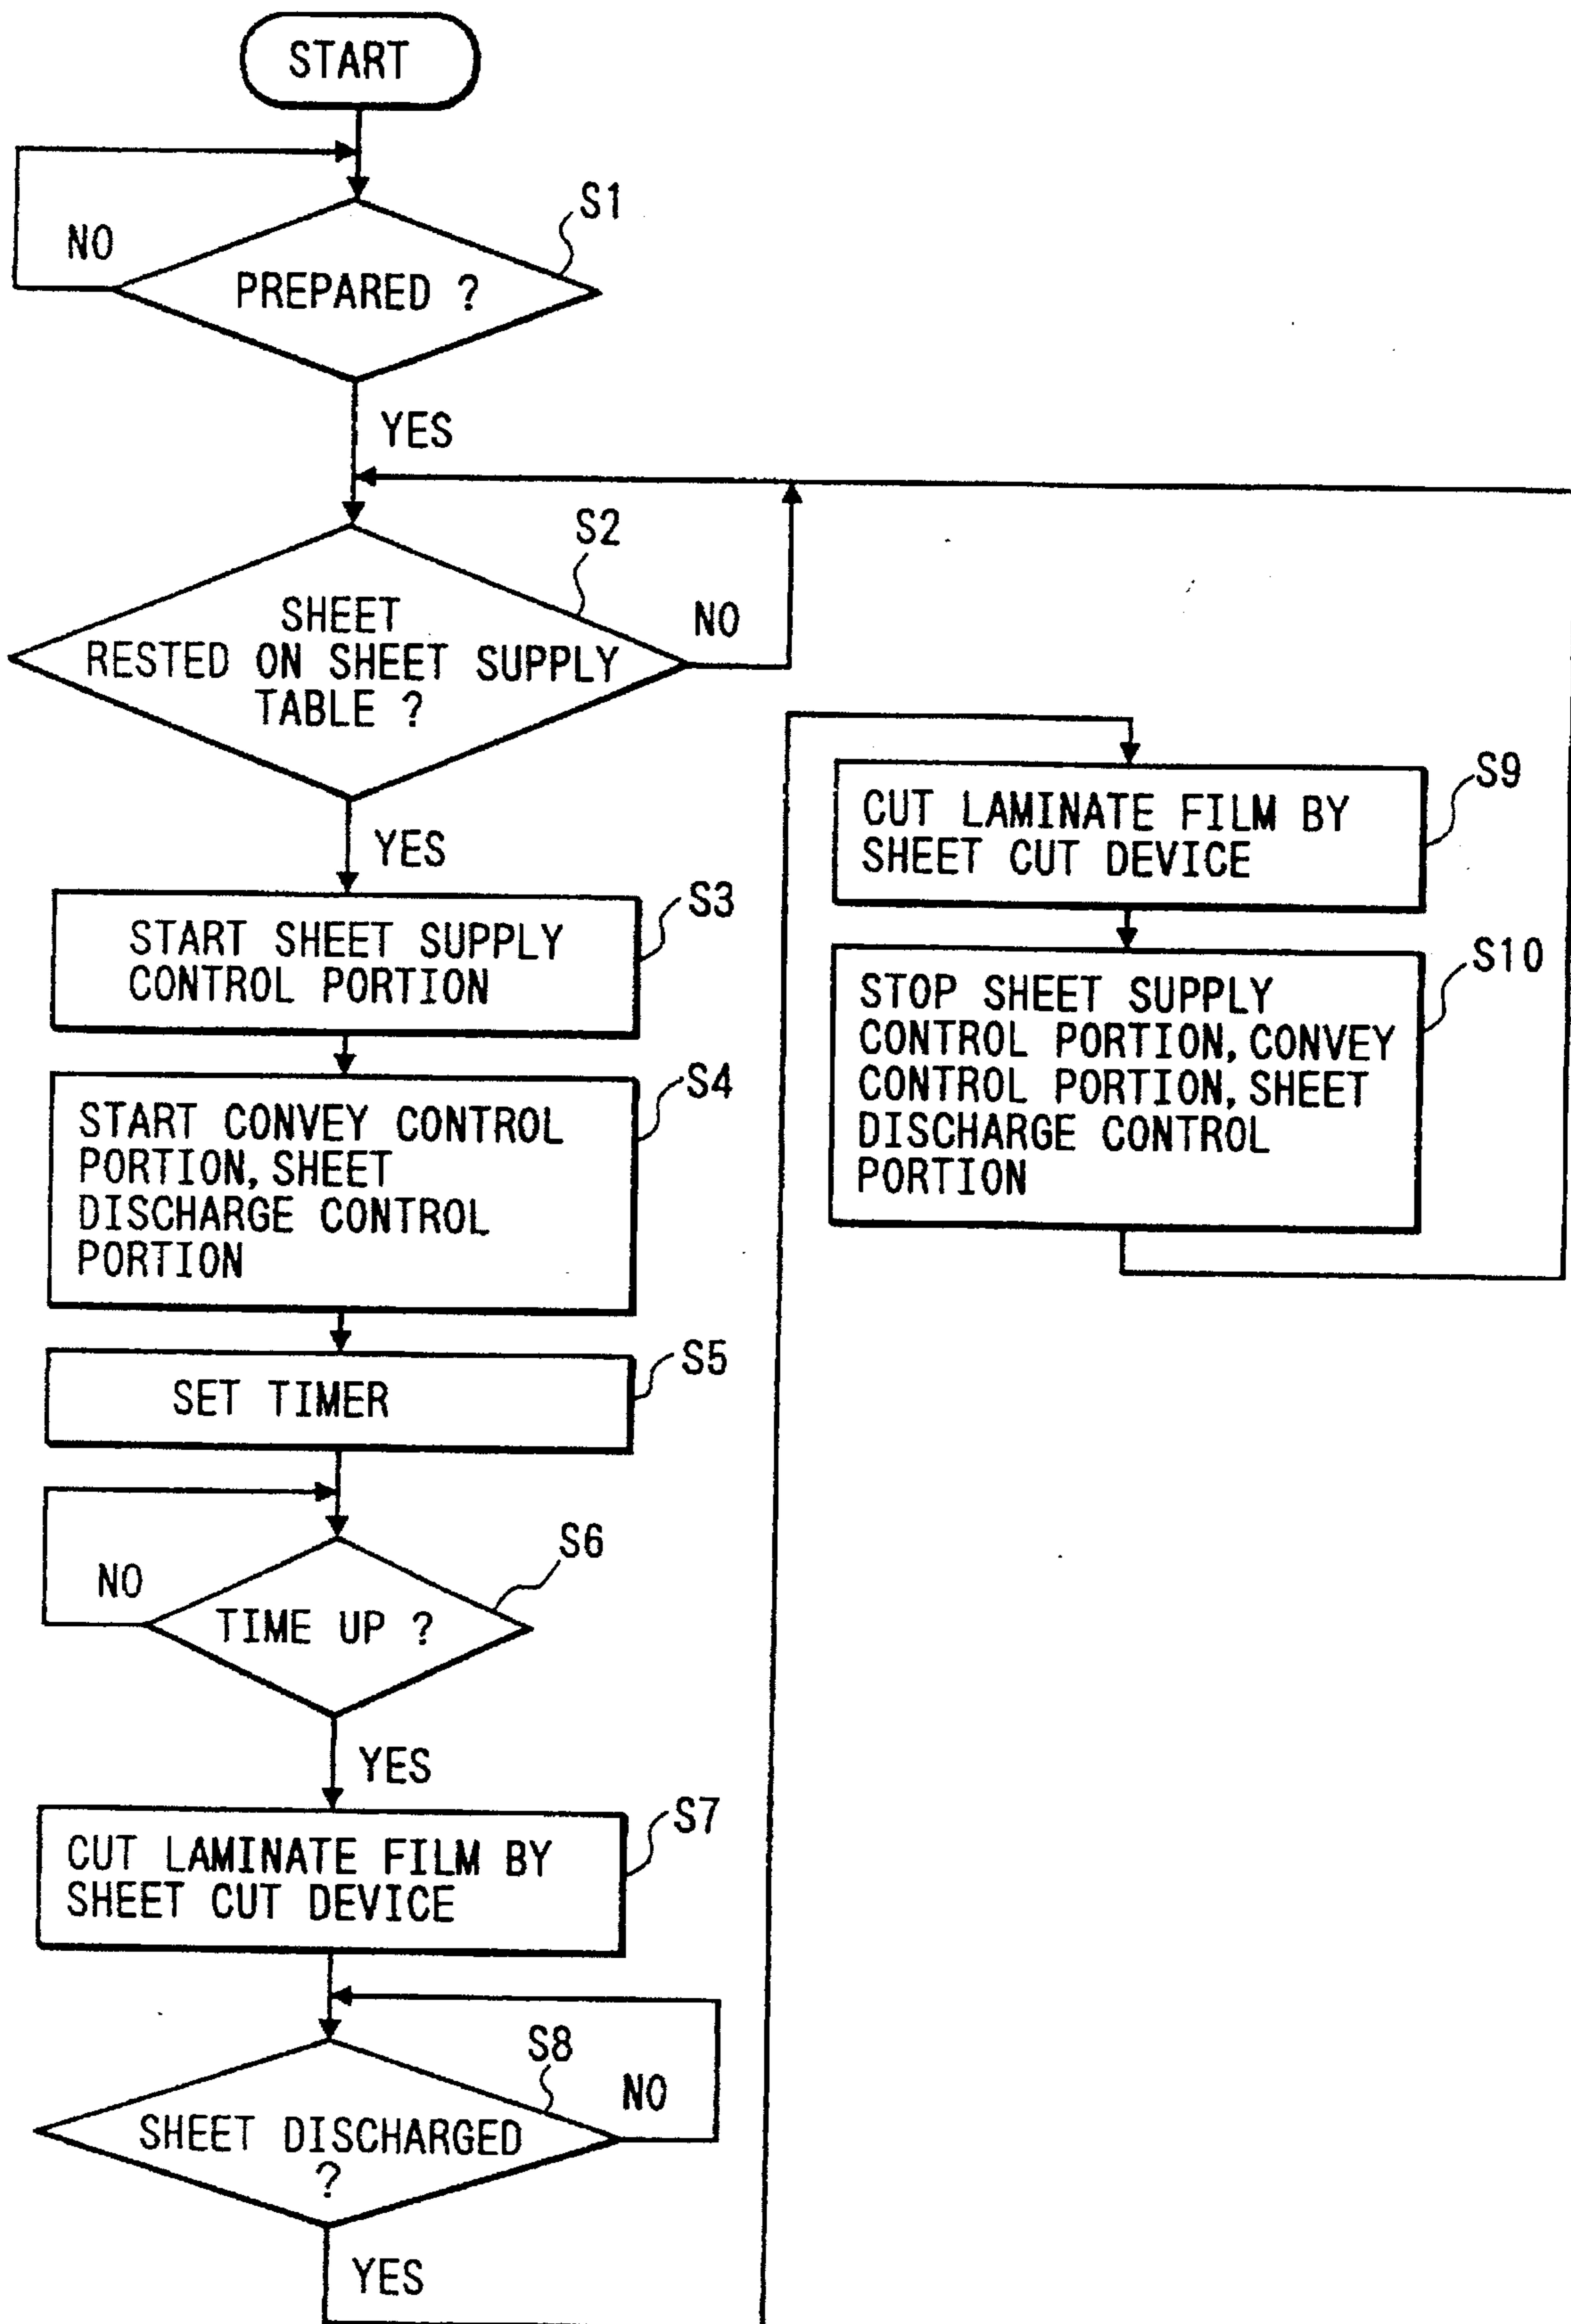 START
S1
NO
PREPARED ?
YES
S2
SHEET
RESTED ON SHEET SUPPLY
TABLE ?
NO
YES
S3
START SHEET SUPPLY
CONTROL PORTION
S4
START CONVEY CONTROL
PORTION, SHEET
DISCHARGE CONTROL
PORTION
S5
SET TIMER
S6
NO
TIME UP ?
YES
S7
CUT LAMINATE FILM BY
SHEET CUT DEVICE
S8
NO
SHEET DISCHARGED
?
YES
S9
CUT LAMINATE FILM BY
SHEET CUT DEVICE
S10
STOP SHEET SUPPLY
CONTROL PORTION, CONVEY
CONTROL PORTION, SHEET
DISCHARGE CONTROL
PORTION